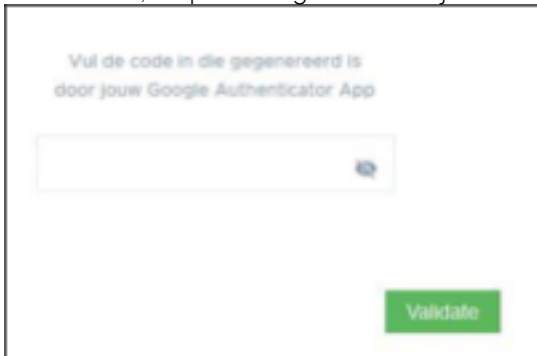 Vul de code in die gegenereerd is
door jouw Google Authenticator App
Validate